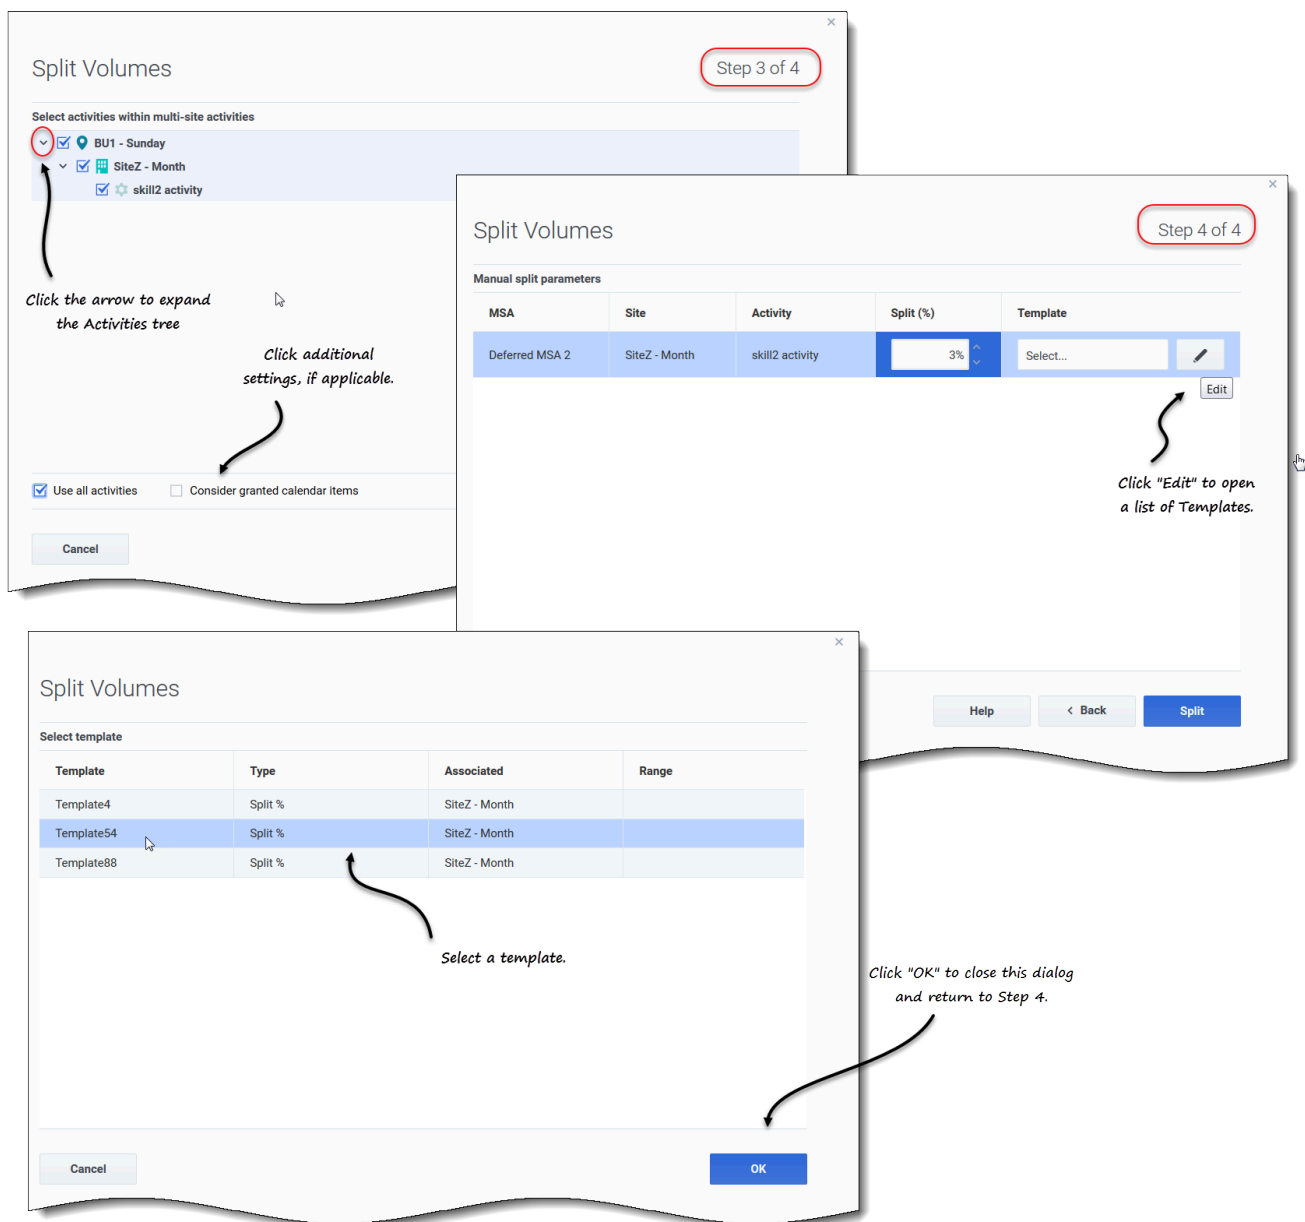 Split Volumes
Step 3 of 4
Select activities within multi-site activities
BU1 - Sunday
SiteZ - Month
skill2 activity
Click the arrow to expand
the Activities tree
Click additional
settings, if applicable.
Use all activities
Consider granted calendar items
Cancel
Split Volumes
Step 4 of 4
Manual split parameters
MSA Site Activity Split (%) Template
Deferred MSA 2 SiteZ - Month skill2 activity 3% Select...
Edit
Click "Edit" to open
a list of Templates.
Help < Back Split
Split Volumes
Select template
Template Type Associated Range
Template4 Split % SiteZ - Month
Template54 Split % SiteZ - Month
Template88 Split % SiteZ - Month
Select a template.
Click "OK" to close this dialog
and return to Step 4.
Cancel OK